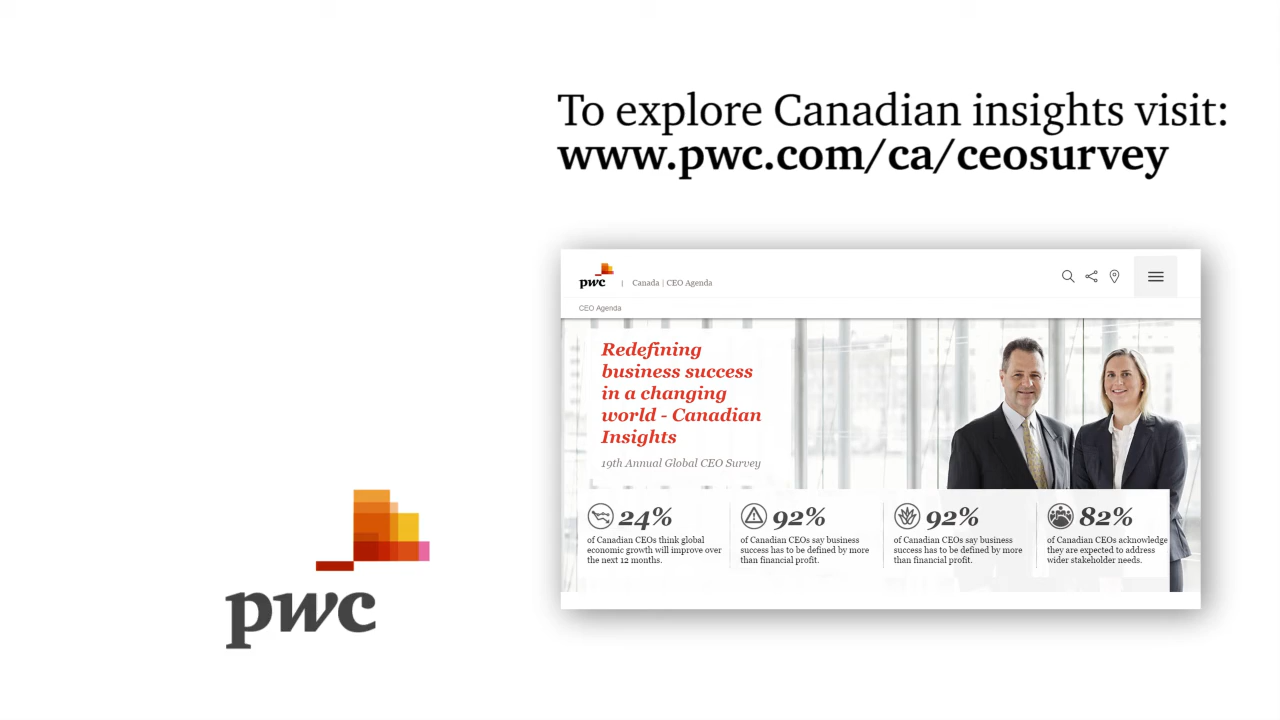 To explore Canadian insights visit:
www.pwc.com/ca/ceosurvey
pwc | Canada | CEO Agenda
CEO Agenda
Redefining
business success
in a changing
world - Canadian
Insights
19th Annual Global CEO Survey
24%
of Canadian CEOs think global
economic growth will improve over
the next 12 months.
92%
of Canadian CEOs say business
success has to be defined by more
than financial profit.
92%
of Canadian CEOs say business
success has to be defined by more
than financial profit.
82%
of Canadian CEOs acknowledge
they are expected to address
wider stakeholder needs.
pwc